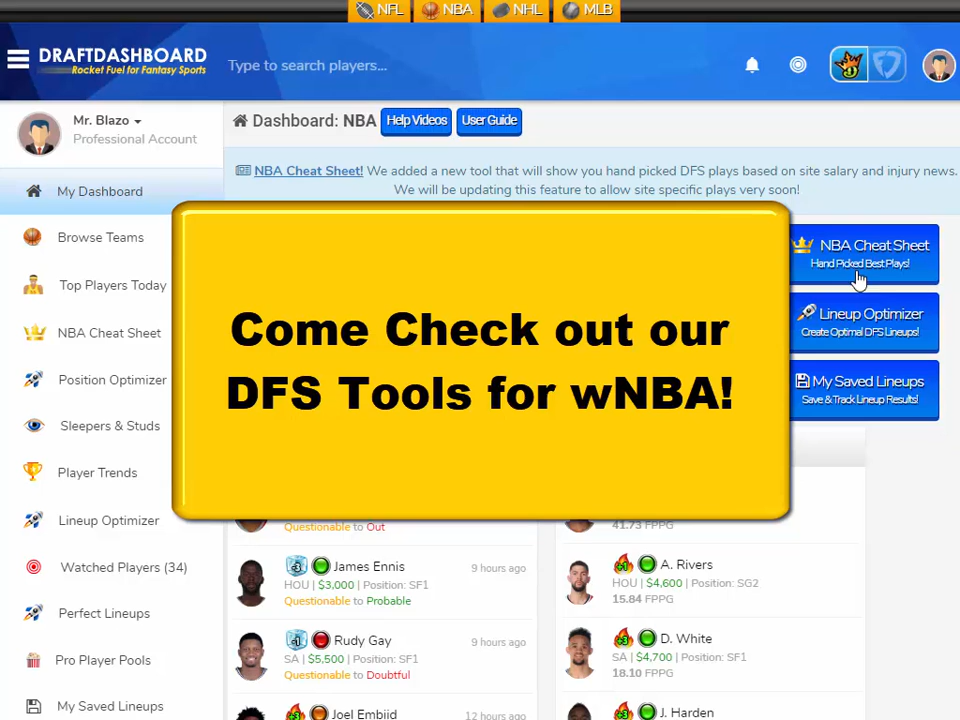 NFL NBA NHL MLB
DRAFTDASHBOARD
Rocket Fuel for Fantasy Sports
Type to search players...
Mr. Blazo
Professional Account
Dashboard: NBA Help Videos User Guide
NBA Cheat Sheet! We added a new tool that will show you hand picked DFS plays based on site salary and injury news.
We will be updating this feature to allow site specific plays very soon!
My Dashboard
Browse Teams
Top Players Today
NBA Cheat Sheet
Position Optimizer
Sleepers & Studs
Player Trends
Lineup Optimizer
Watched Players (34)
Perfect Lineups
Pro Player Pools
My Saved Lineups
Come Check out our
DFS Tools for wNBA!
NBA Cheat Sheet
Hand Picked Best Plays!
Lineup Optimizer
Create Optimal DFS Lineups!
My Saved Lineups
Save & Track Lineup Results!
Questionable to Out
James Ennis 9 hours ago
HOU | $3,000 | Position: SF1
Questionable to Probable
Rudy Gay 9 hours ago
SA | $5,500 | Position: SF1
Questionable to Doubtful
Joel Embiid 12 hours ago
41.73 FPPG
A. Rivers
HOU | $4,600 | Position: SG2
15.84 FPPG
D. White
SA | $4,700 | Position: SF1
18.10 FPPG
J. Harden